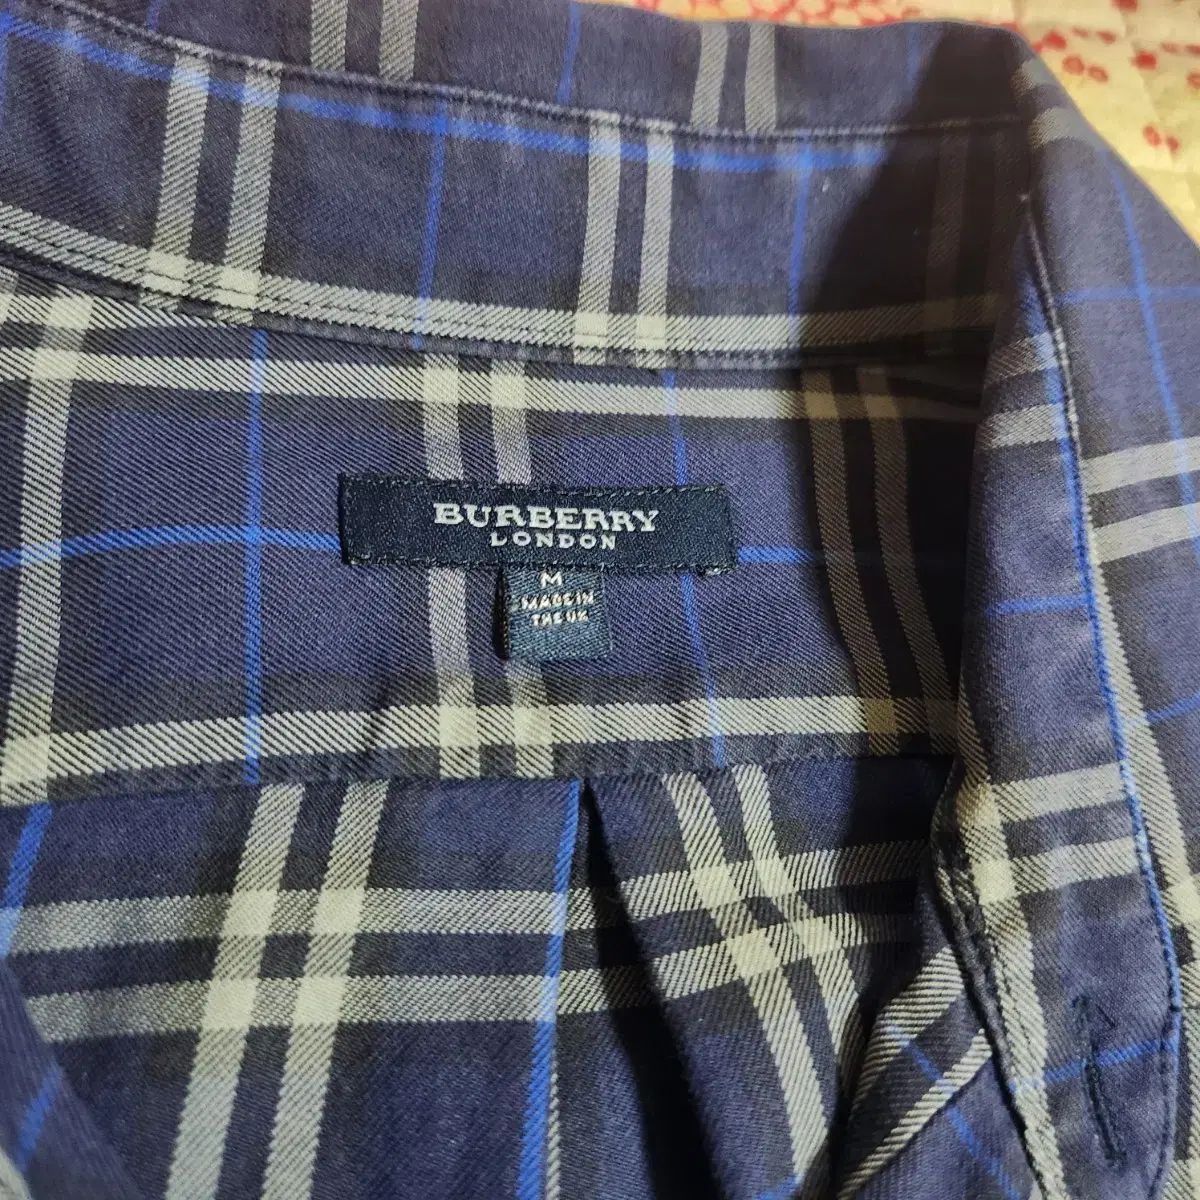 BURBERRY
LONDON
M
MADE IN
THE UK